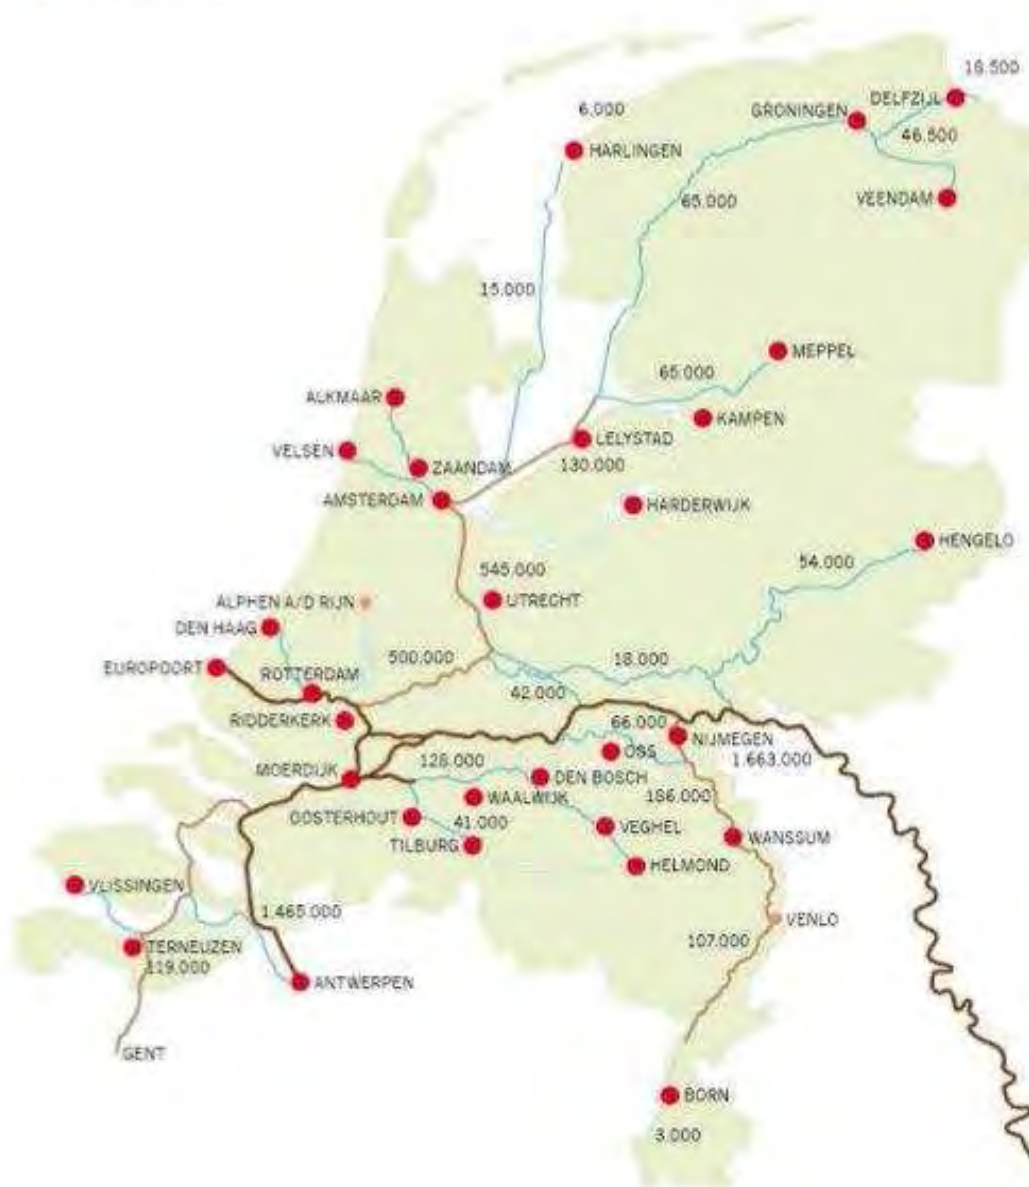 18.500
DELFZIJL
6.000
GRONINGEN
46.500
HARLINGEN
VEENDAM
65.000
15.000
MEPPEL
65.000
ALKMAAR
KAMPEN
LELYSTAD
VELSEN
130.000
ZAANDAM
AMSTERDAM
HARDERWIJK
HENGELO
54.000
545.000
ALPHEN A/D RIJN
UTRECHT
DEN HAAG
500.000
18.000
EUROPOORT
ROTTERDAM
42.000
RIDDERKERK
66.000
NIJMEGEN
OSS
1.663.000
128.000
MOERDIJK
DEN BOSCH
WAALWIJK
186.000
OOSTERHOUT
41.000
VEGHEL
WANSSUM
TILBURG
HELMOND
VLISSINGEN
1.465.000
VENLO
107.000
TERNEUZEN
119.000
ANTWERPEN
GENT
BORN
3.000